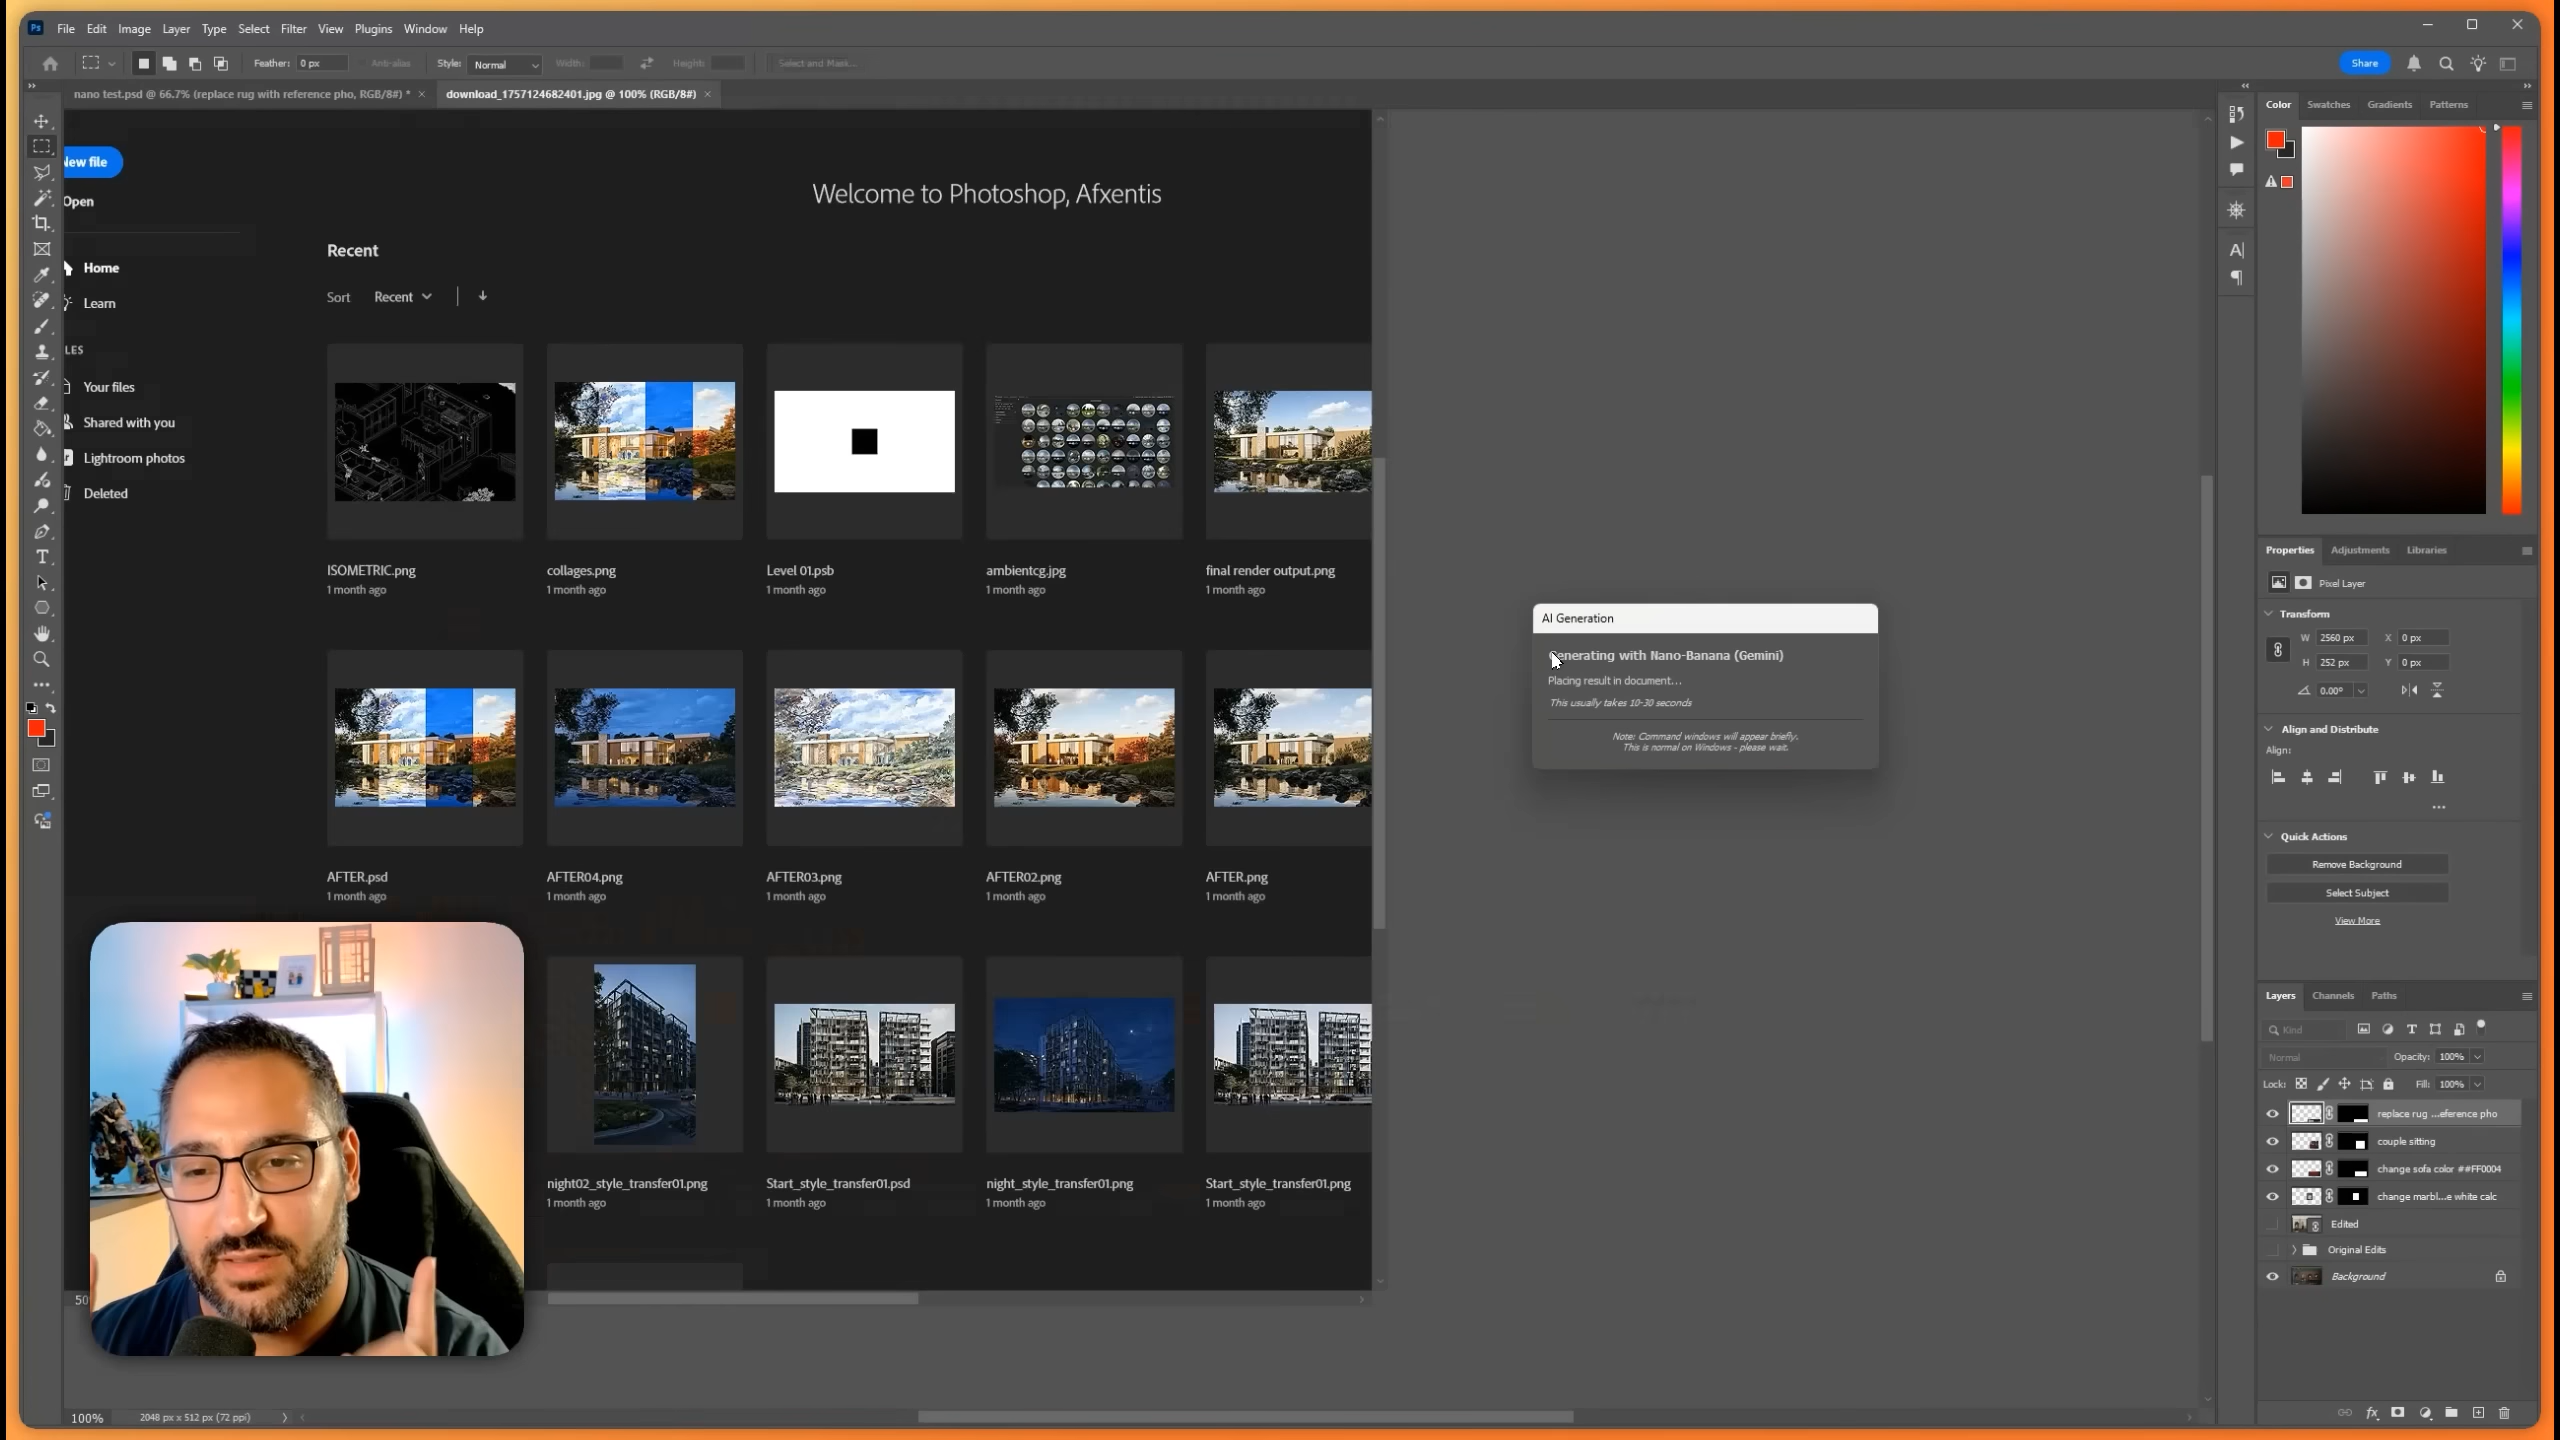 Ps File Edit Image Layer Type Select Filter View Plugins Window Help
Feather: 0 px Anti-alias Style: Normal Width: Height: Select and Mask... Share
nano test.psd @ 66.7% (replace rug with reference pho, RGB/8#) * × download_1757124682401.jpg @ 100% (RGB/8#) ×
New file
Open
Home
Learn
LES
Your files
Shared with you
Lightroom photos
Deleted
Welcome to Photoshop, Afxentis
Recent
Sort Recent
ISOMETRIC.png
1 month ago
collages.png
1 month ago
Level 01.psb
1 month ago
ambientcg.jpg
1 month ago
final render output.png
1 month ago
AFTER.psd
1 month ago
AFTER04.png
1 month ago
AFTER03.png
1 month ago
AFTER02.png
1 month ago
AFTER.png
1 month ago
night02_style_transfer01.png
1 month ago
Start_style_transfer01.psd
1 month ago
night_style_transfer01.png
1 month ago
Start_style_transfer01.png
1 month ago
50
100% 2048 px x 512 px (72 ppi)
AI Generation
Generating with Nano-Banana (Gemini)
Placing result in document...
This usually takes 10-30 seconds
Note: Command windows will appear briefly.
This is normal on Windows - please wait.
Color Swatches Gradients Patterns
Properties Adjustments Libraries
Pixel Layer
Transform
W 2560 px X 0 px
H 252 px Y 0 px
0.00°
Align and Distribute
Align:
Quick Actions
Remove Background
Select Subject
View More
Layers Channels Paths
Kind
Normal Opacity: 100%
Lock: Fill: 100%
replace rug ...eference pho
couple sitting
change sofa color ##FF0004
change marbl...e white calc
Edited
Original Edits
Background